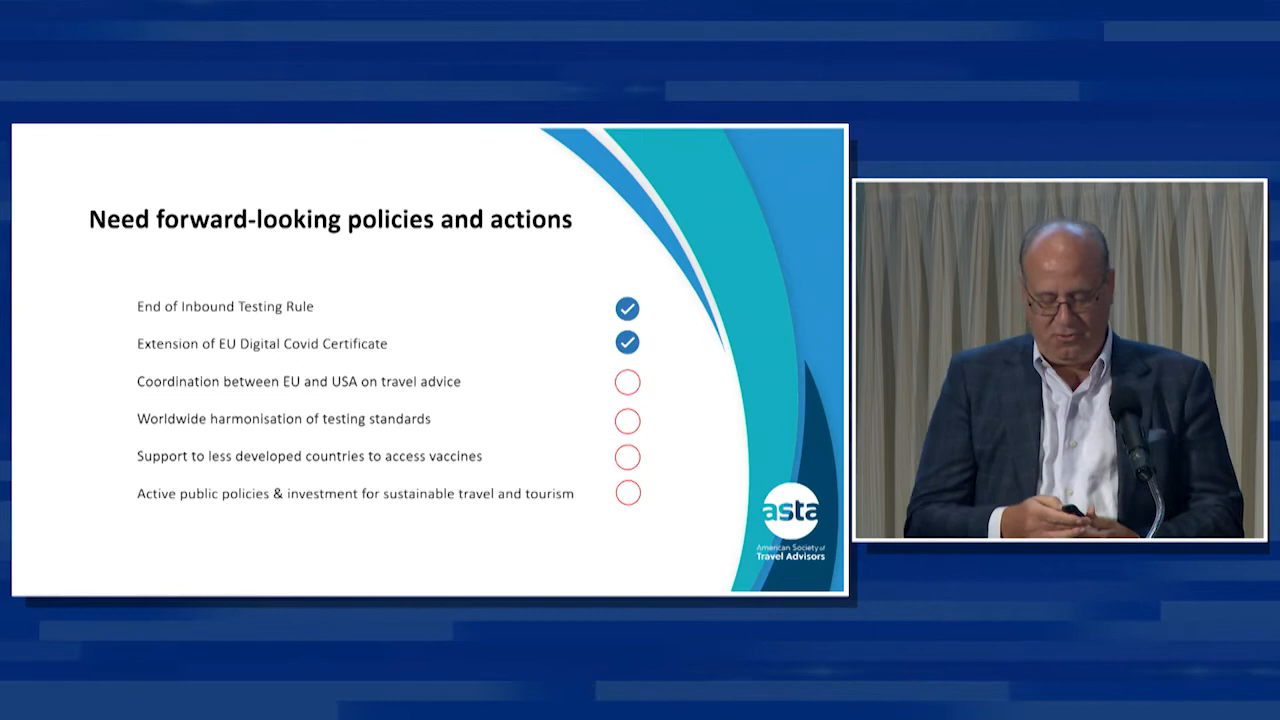 Need forward-looking policies and actions
End of Inbound Testing Rule
Extension of EU Digital Covid Certificate
Coordination between EU and USA on travel advice
Worldwide harmonisation of testing standards
Support to less developed countries to access vaccines
Active public policies & investment for sustainable travel and tourism
asta
American Society of
Travel Advisors